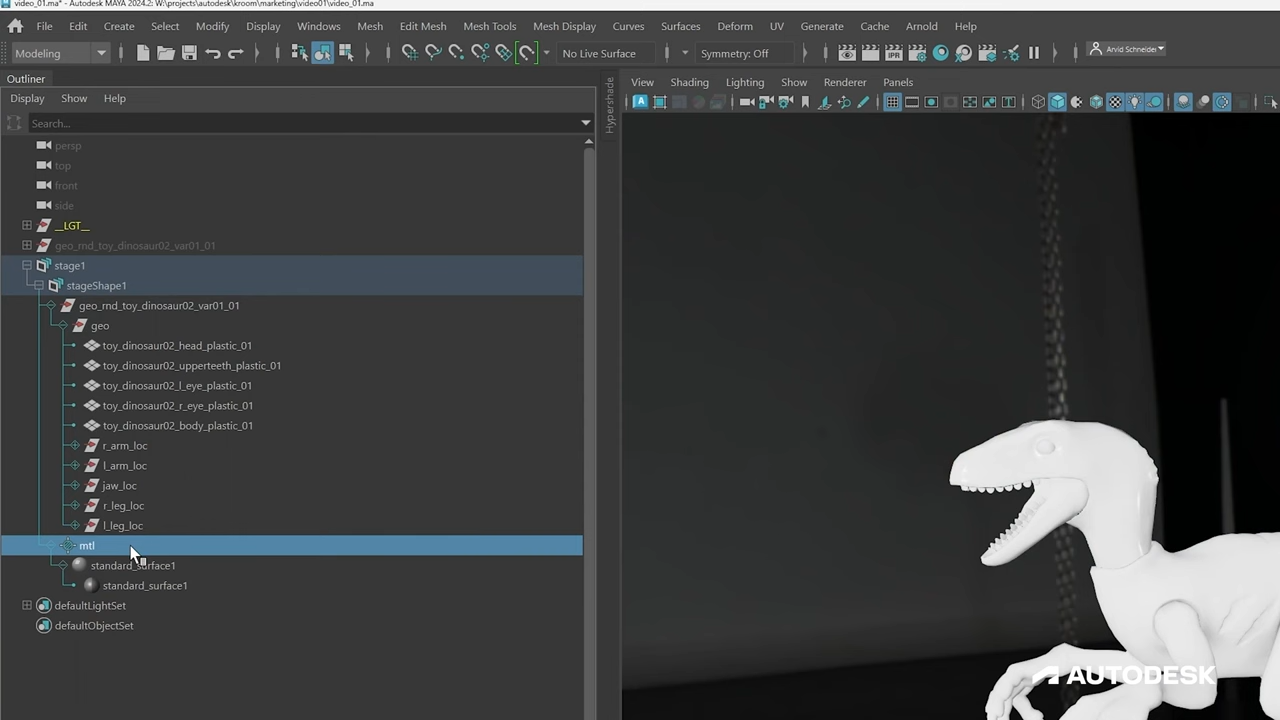 video_01.ma* - Autodesk MAYA 2024.2: W:\projects\autodesk\kroom\marketing\video01\video_01.ma
File Edit Create Select Modify Display Windows Mesh Edit Mesh Mesh Tools Mesh Display Curves Surfaces Deform UV Generate Cache Arnold Help
Modeling No Live Surface Symmetry: Off IPR Arvid Schneider
Outliner
Display Show Help
Search...
persp
top
front
side
__LGT__
geo_rnd_toy_dinosaur02_var01_01
stage1
stageShape1
geo_rnd_toy_dinosaur02_var01_01
geo
toy_dinosaur02_head_plastic_01
toy_dinosaur02_upperteeth_plastic_01
toy_dinosaur02_l_eye_plastic_01
toy_dinosaur02_r_eye_plastic_01
toy_dinosaur02_body_plastic_01
r_arm_loc
l_arm_loc
jaw_loc
r_leg_loc
l_leg_loc
mtl
standard_surface1
standard_surface1
defaultLightSet
defaultObjectSet
Hypershade
View Shading Lighting Show Renderer Panels
AUTODESK